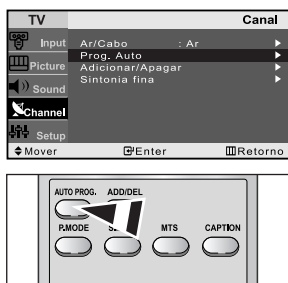 TV Canal
Input Ar/Cabo : Ar
Prog. Auto
Picture Adicionar/Apagar
Sound Sintonia fina
Channel
Setup
Mover Enter Retorno
AUTO PROG. ADD/DEL
P.MODE MTS CAPTION